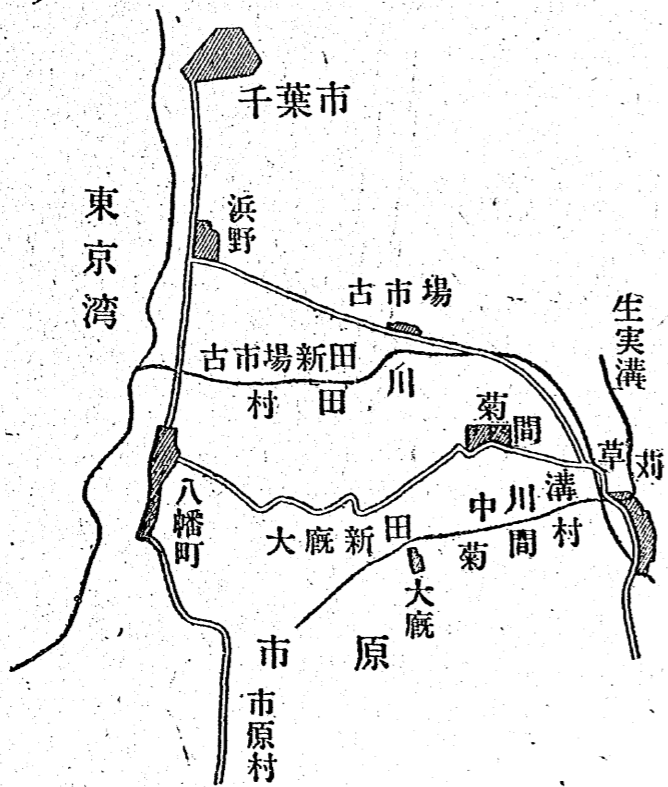 千葉市
東京湾
浜野
古市場
生実溝
古市場新田
村田川
菊間
草刈
八幡町
大厩新田
中川溝
菊間村
大厩
市原
市原村